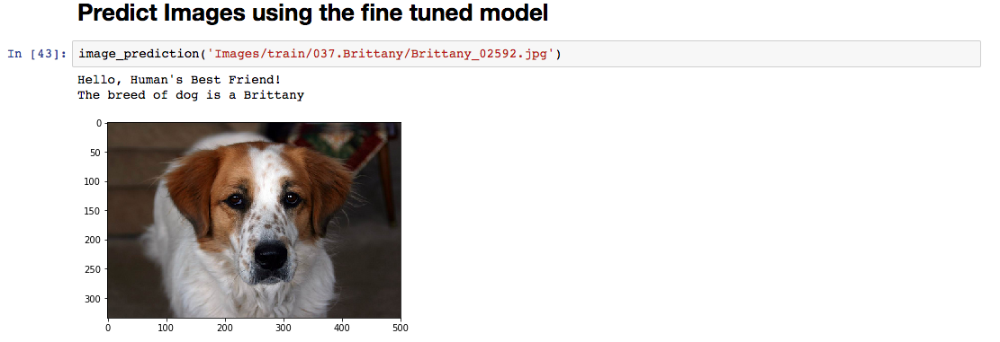 Predict Images using the fine tuned model
In [43]: image_prediction('Images/train/037.Brittany/Brittany_02592.jpg')
Hello, Human's Best Friend!
The breed of dog is a Brittany
0
50
100
150
200
250
300
0 100 200 300 400 500